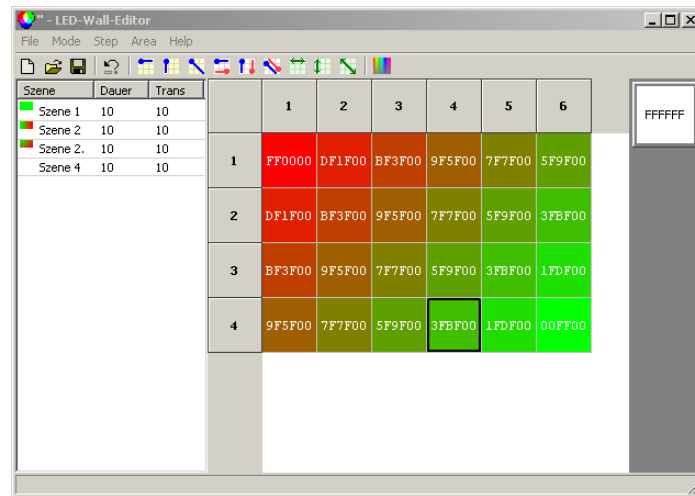 " - LED-Wall-Editor
File Mode Step Area Help
Szene Dauer Trans
Szene 1 10 10
Szene 2 10 10
Szene 2. 10 10
Szene 4 10 10
1 2 3 4 5 6
1 FF0000 DF1F00 BF3F00 9F5F00 7F7F00 5F9F00
2 DF1F00 BF3F00 9F5F00 7F7F00 5F9F00 3FBF00
3 BF3F00 9F5F00 7F7F00 5F9F00 3FBF00 1FDF00
4 9F5F00 7F7F00 5F9F00 3FBF00 1FDF00 00FF00
FFFFFF